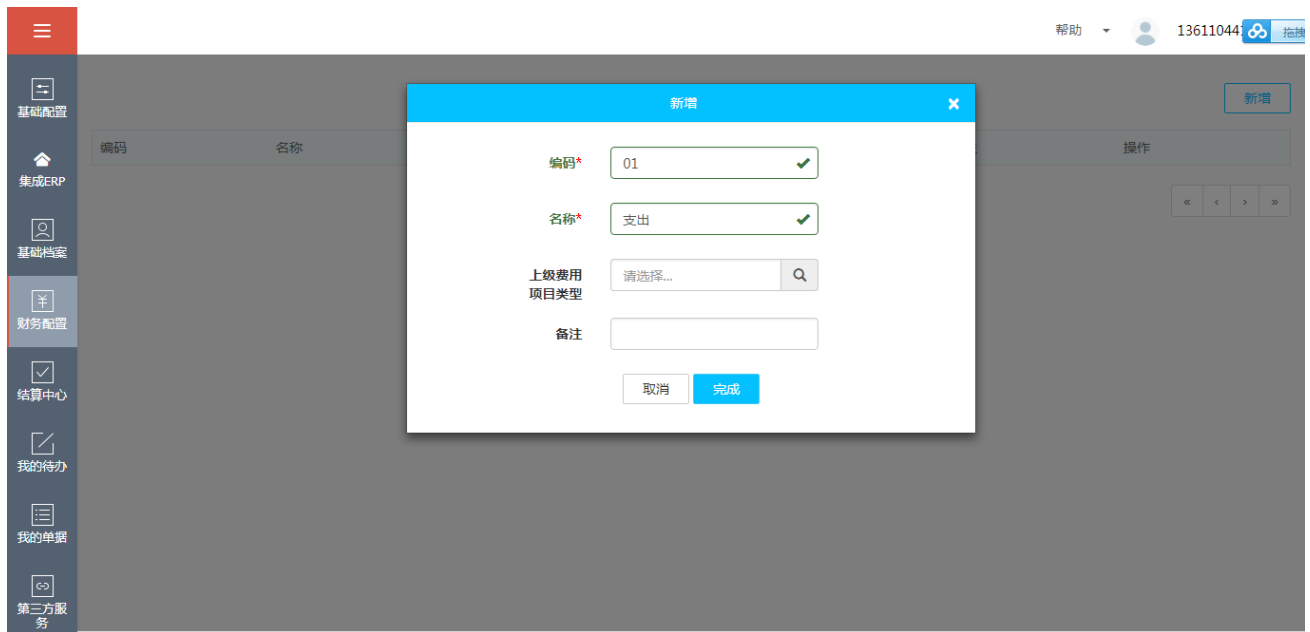 帮助
136110441
拖拽
基础配置
集成ERP
基础档案
财务配置
结算中心
我的待办
我的单据
第三方服
务
新增
编码
名称
操作
新增
编码*
01
名称*
支出
上级费用
项目类型
请选择...
备注
取消
完成